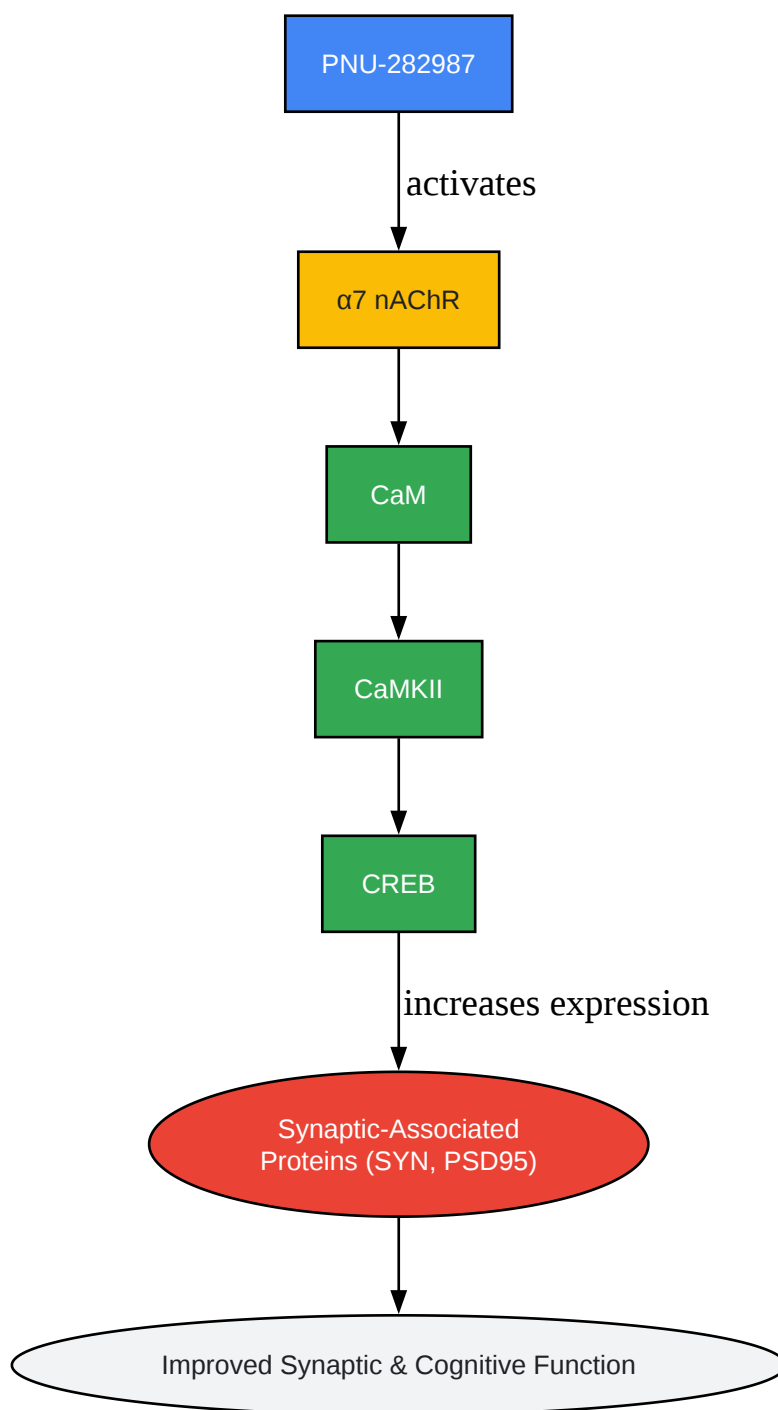 PNU-282987
activates
α7 nAChR
CaM
CaMKII
CREB
increases expression
Synaptic-Associated
Proteins (SYN, PSD95)
Improved Synaptic & Cognitive Function